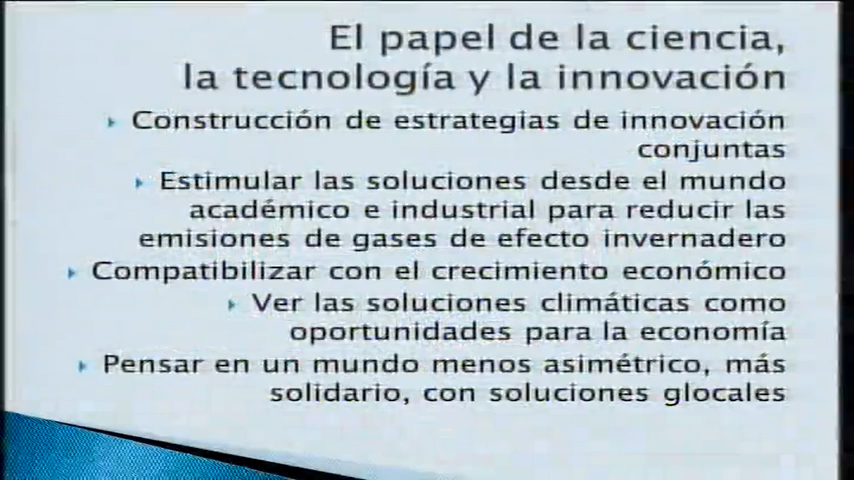 El papel de la ciencia,
la tecnología y la innovación
Construcción de estrategias de innovación
conjuntas
Estimular las soluciones desde el mundo
académico e industrial para reducir las
emisiones de gases de efecto invernadero
Compatibilizar con el crecimiento económico
Ver las soluciones climáticas como
oportunidades para la economía
Pensar en un mundo menos asimétrico, más
solidario, con soluciones glocales